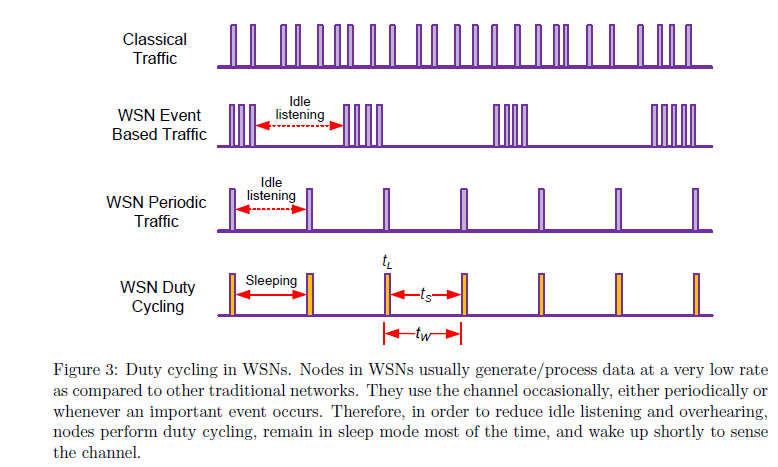 Classical
Traffic
Idle
listening
WSN Event
Based Traffic
Idle
listening
WSN Periodic
Traffic
t_L
Sleeping
t_S
WSN Duty
Cycling
t_W
Figure 3: Duty cycling in WSNs. Nodes in WSNs usually generate/process data at a very low rate
as compared to other traditional networks. They use the channel occasionally, either periodically or
whenever an important event occurs. Therefore, in order to reduce idle listening and overhearing,
nodes perform duty cycling, remain in sleep mode most of the time, and wake up shortly to sense
the channel.